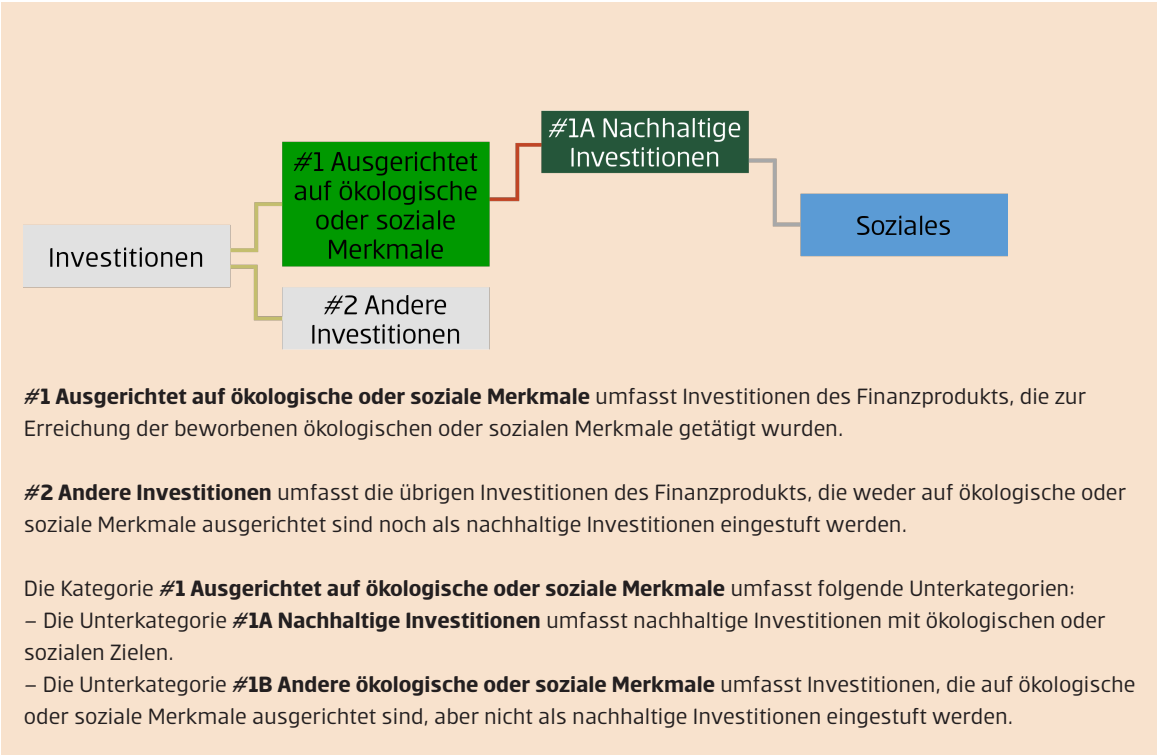 #1A Nachhaltige
Investitionen
#1 Ausgerichtet
auf ökologische
oder soziale
Merkmale
Soziales
Investitionen
#2 Andere
Investitionen
#1 Ausgerichtet auf ökologische oder soziale Merkmale umfasst Investitionen des Finanzprodukts, die zur
Erreichung der beworbenen ökologischen oder sozialen Merkmale getätigt wurden.
#2 Andere Investitionen umfasst die übrigen Investitionen des Finanzprodukts, die weder auf ökologische oder
soziale Merkmale ausgerichtet sind noch als nachhaltige Investitionen eingestuft werden.
Die Kategorie #1 Ausgerichtet auf ökologische oder soziale Merkmale umfasst folgende Unterkategorien:
– Die Unterkategorie #1A Nachhaltige Investitionen umfasst nachhaltige Investitionen mit ökologischen oder
sozialen Zielen.
– Die Unterkategorie #1B Andere ökologische oder soziale Merkmale umfasst Investitionen, die auf ökologische
oder soziale Merkmale ausgerichtet sind, aber nicht als nachhaltige Investitionen eingestuft werden.